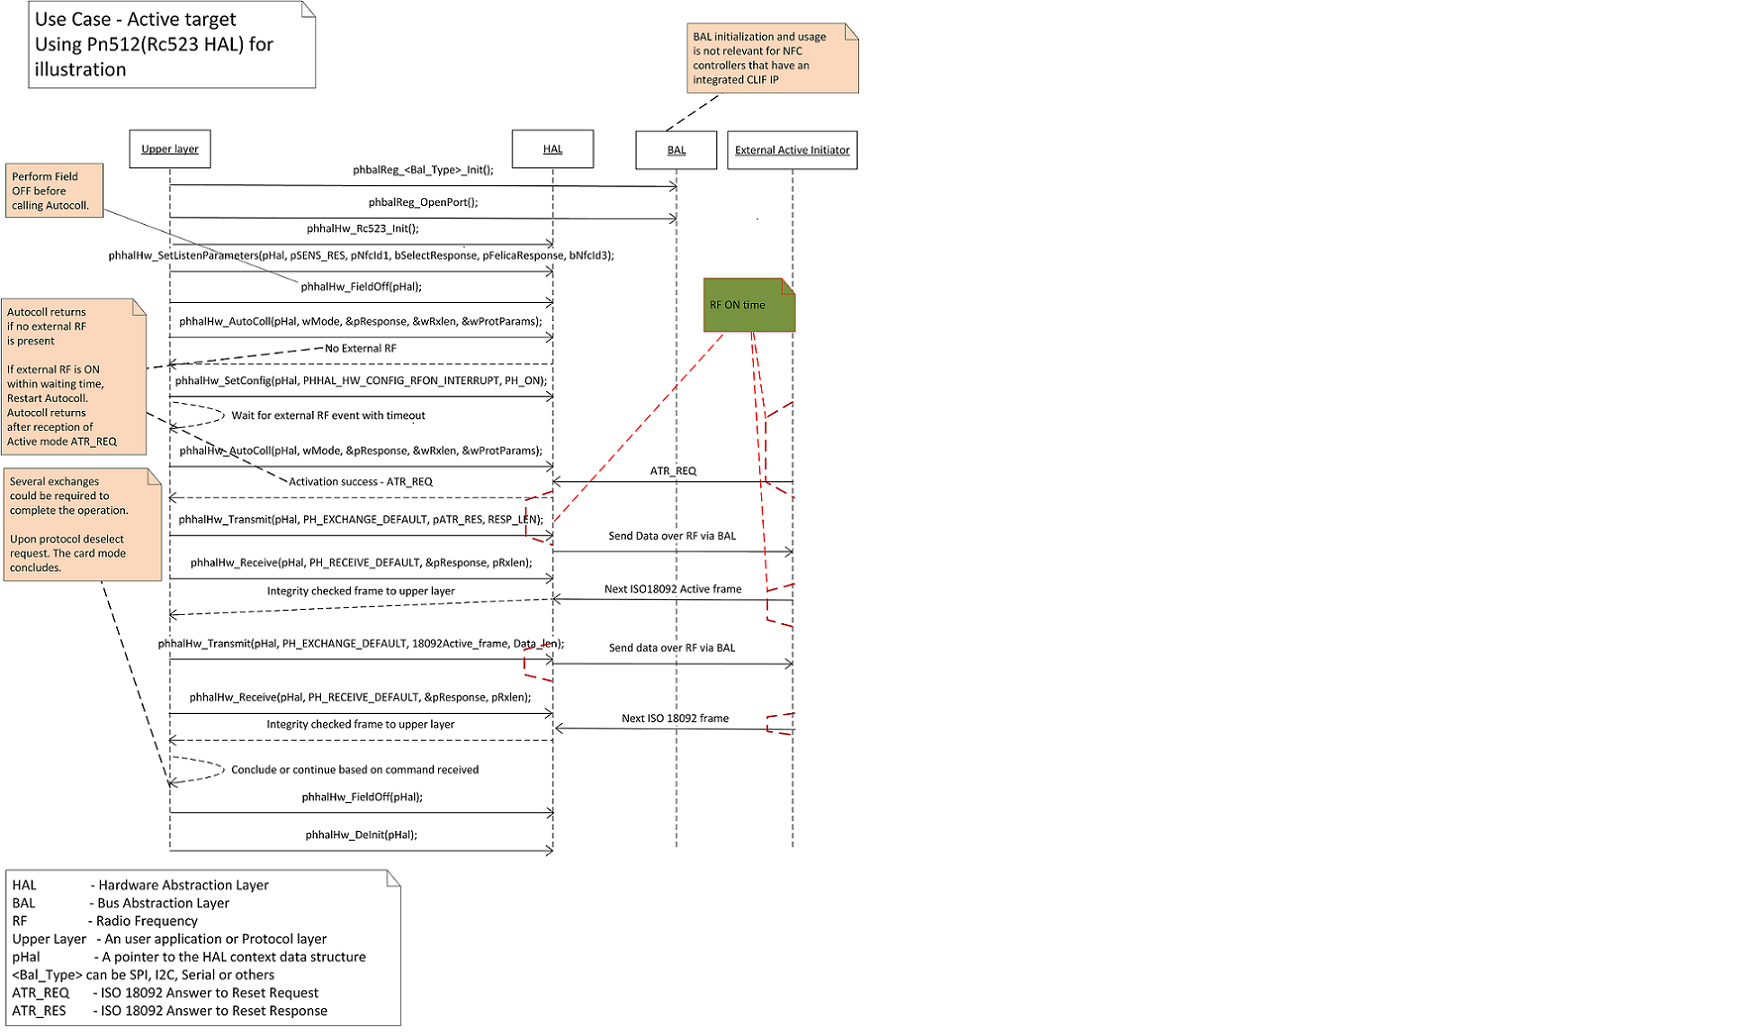 Use Case - Active target
Using Pn512(Rc523 HAL) for
illustration
BAL initialization and usage
is not relevant for NFC
controllers that have an
integrated CLIF IP
Upper layer
HAL
BAL
External Active Initiator
phbalReg_<Bal_Type>_Init();
Perform Field
OFF before
calling Autocoll.
phbalReg_OpenPort();
phhalHw_Rc523_Init();
phhalHw_SetListenParameters(pHal, pSENS_RES, pNfcId1, bSelectResponse, pFelicaResponse, bNfcId3);
phhalHw_FieldOff(pHal);
RF ON time
Autocoll returns
if no external RF
is present
If external RF is ON
within waiting time,
Restart Autocoll.
Autocoll returns
after reception of
Active mode ATR_REQ
phhalHw_AutoColl(pHal, wMode, &pResponse, &wRxlen, &wProtParams);
No External RF
phhalHw_SetConfig(pHal, PHHAL_HW_CONFIG_RFON_INTERRUPT, PH_ON);
Wait for external RF event with timeout
phhalHw_AutoColl(pHal, wMode, &pResponse, &wRxlen, &wProtParams);
ATR_REQ
Activation success - ATR_REQ
Several exchanges
could be required to
complete the operation.
Upon protocol deselect
request. The card mode
concludes.
phhalHw_Transmit(pHal, PH_EXCHANGE_DEFAULT, pATR_RES, RESP_LEN);
Send Data over RF via BAL
phhalHw_Receive(pHal, PH_RECEIVE_DEFAULT, &pResponse, pRxlen);
Integrity checked frame to upper layer
Next ISO18092 Active frame
phhalHw_Transmit(pHal, PH_EXCHANGE_DEFAULT, 18092Active_frame, Data_len);
Send data over RF via BAL
phhalHw_Receive(pHal, PH_RECEIVE_DEFAULT, &pResponse, pRxlen);
Integrity checked frame to upper layer
Next ISO 18092 frame
Conclude or continue based on command received
phhalHw_FieldOff(pHal);
phhalHw_DeInit(pHal);
HAL - Hardware Abstraction Layer
BAL - Bus Abstraction Layer
RF - Radio Frequency
Upper Layer - An user application or Protocol layer
pHal - A pointer to the HAL context data structure
<Bal_Type> can be SPI, I2C, Serial or others
ATR_REQ - ISO 18092 Answer to Reset Request
ATR_RES - ISO 18092 Answer to Reset Response